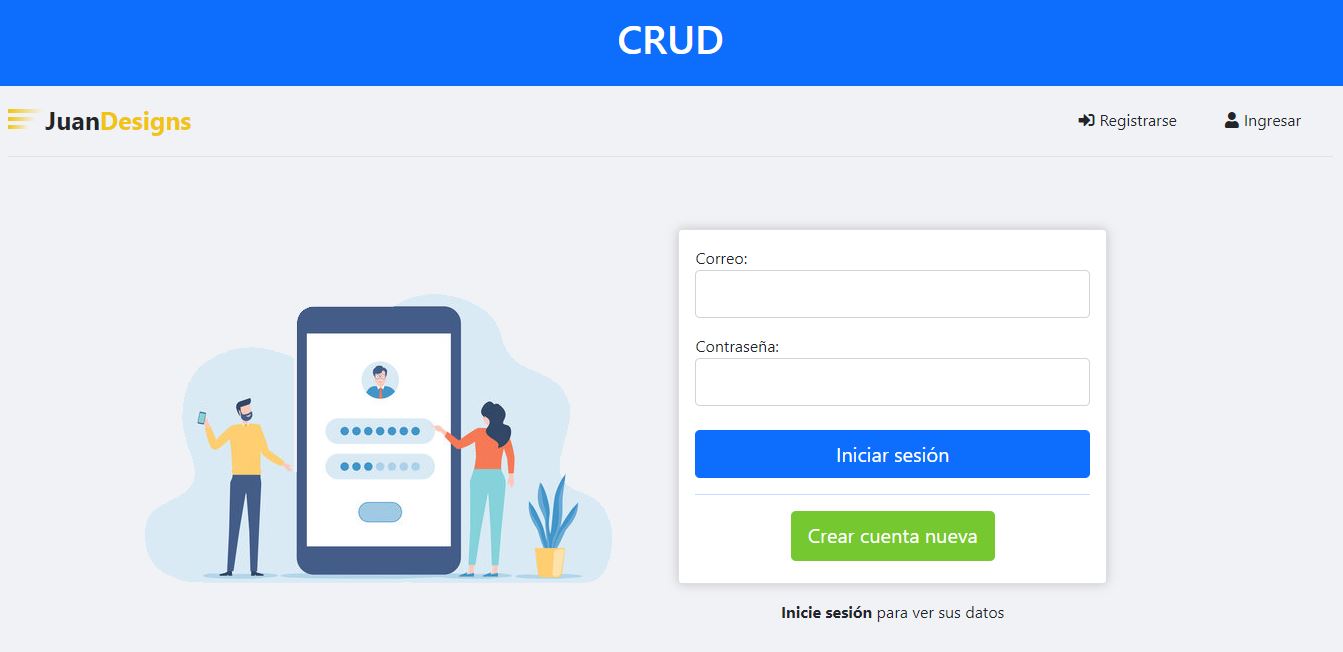 CRUD
JuanDesigns
Registrarse
Ingresar
Correo:
Contraseña:
Iniciar sesión
Crear cuenta nueva
Inicie sesión para ver sus datos